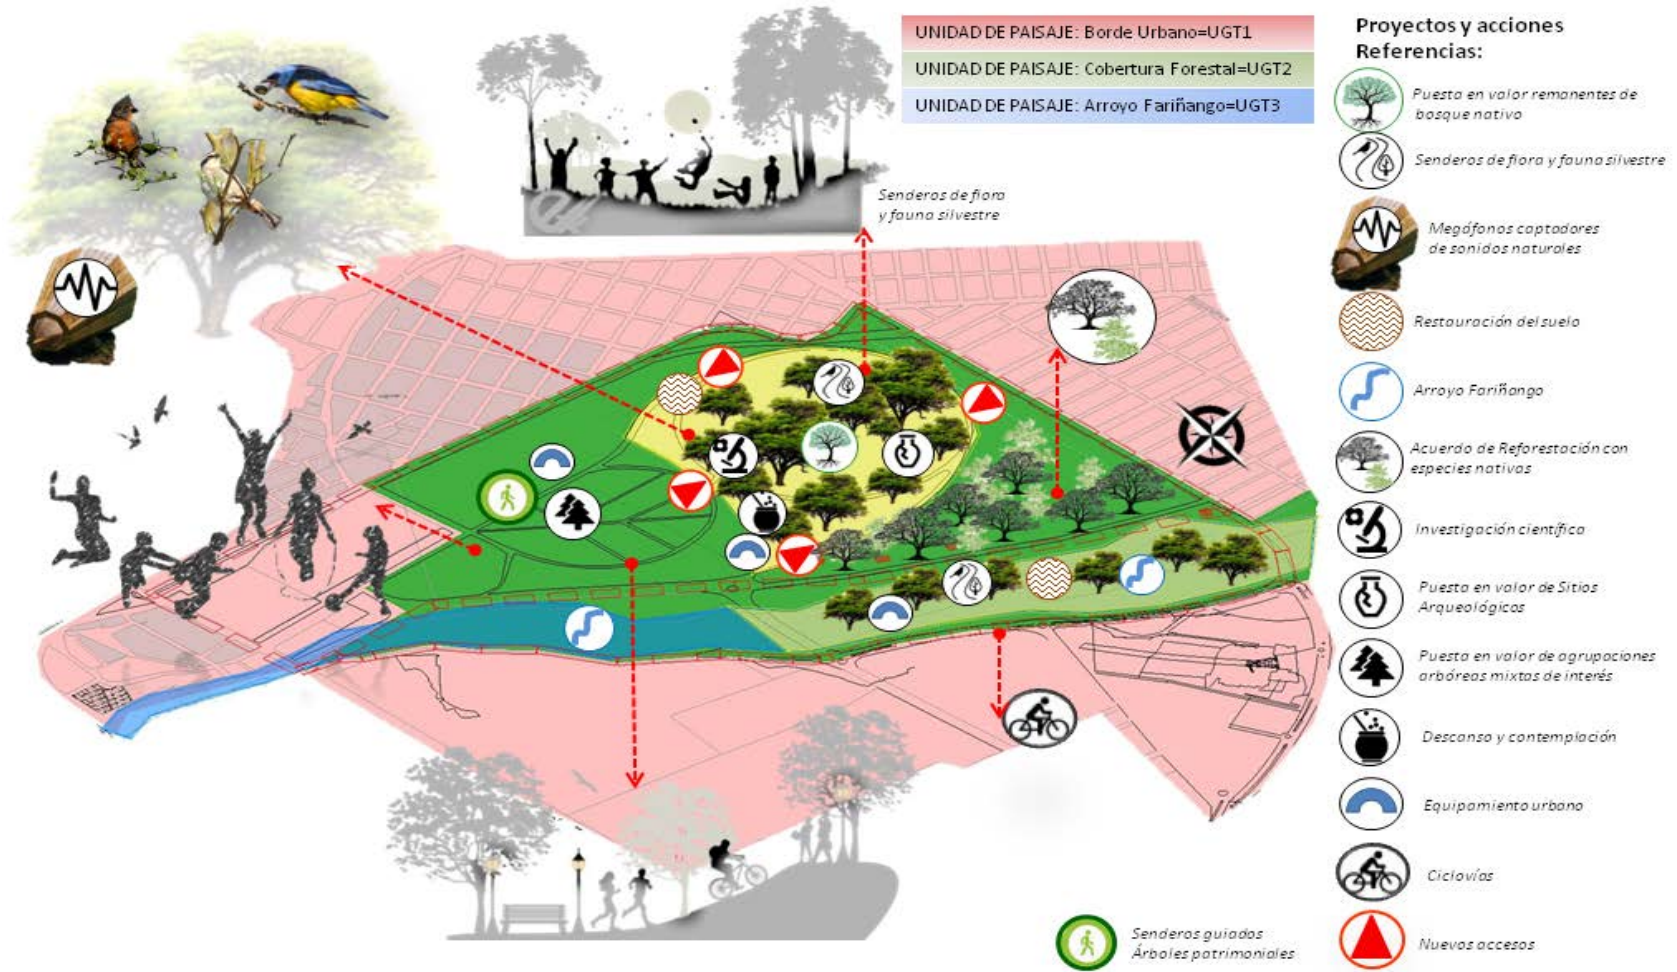 UNIDAD DE PAISAJE: Borde Urbano=UGT1
UNIDAD DE PAISAJE: Cobertura Forestal=UGT2
UNIDAD DE PAISAJE: Arroyo Fariñango=UGT3
Proyectos y acciones
Referencias:
Puesta en valor remanentes de
bosque nativo
Senderos de flora y fauna silvestre
Megáfonos captadores
de sonidos naturales
Restauración del suelo
Arroyo Fariñango
Acuerdo de Reforestación con
especies nativas
Investigación científica
Puesta en valor de Sitios
Arqueológicos
Puesta en valor de agrupaciones
arbóreas mixtas de interés
Descanso y contemplación
Equipamiento urbano
Ciclovías
Nuevos accesos
Senderos guiados
Árboles patrimoniales
Senderos de flora
y fauna silvestre